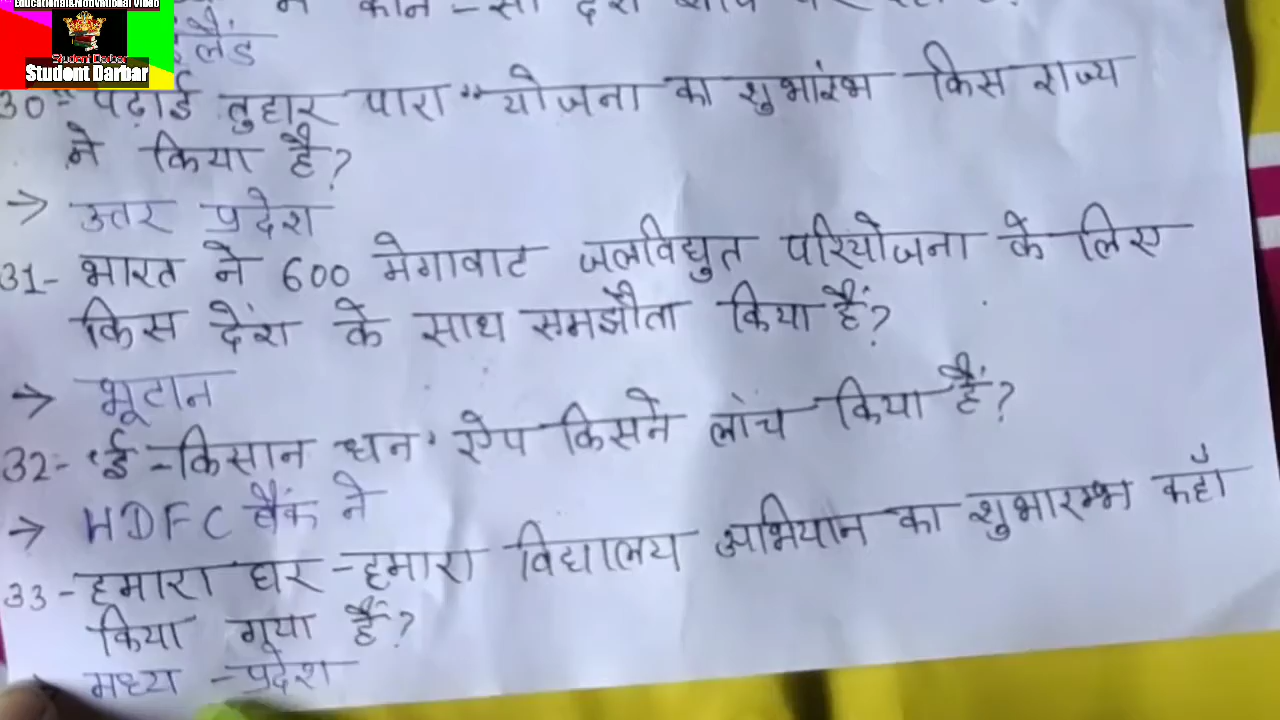 Educational&Motivational Video
Student Darbar
Student Darbar
30- "पढ़ाई तुहार पारा" योजना का शुभारंभ किस राज्य
ने किया है?
→ उत्तर प्रदेश
31- भारत ने 600 मेगावाट जलविद्युत परियोजना के लिए
किस देश के साथ समझौता किया हैं?
→ भूटान
32- 'ई-किसान धन' ऐप किसने लॉच किया हैं?
→ HDFC बैंक ने
33- हमारा घर-हमारा विद्यालय अभियान का शुभारम्भ कहाँ
किया गया हैं?
→ मध्य-प्रदेश